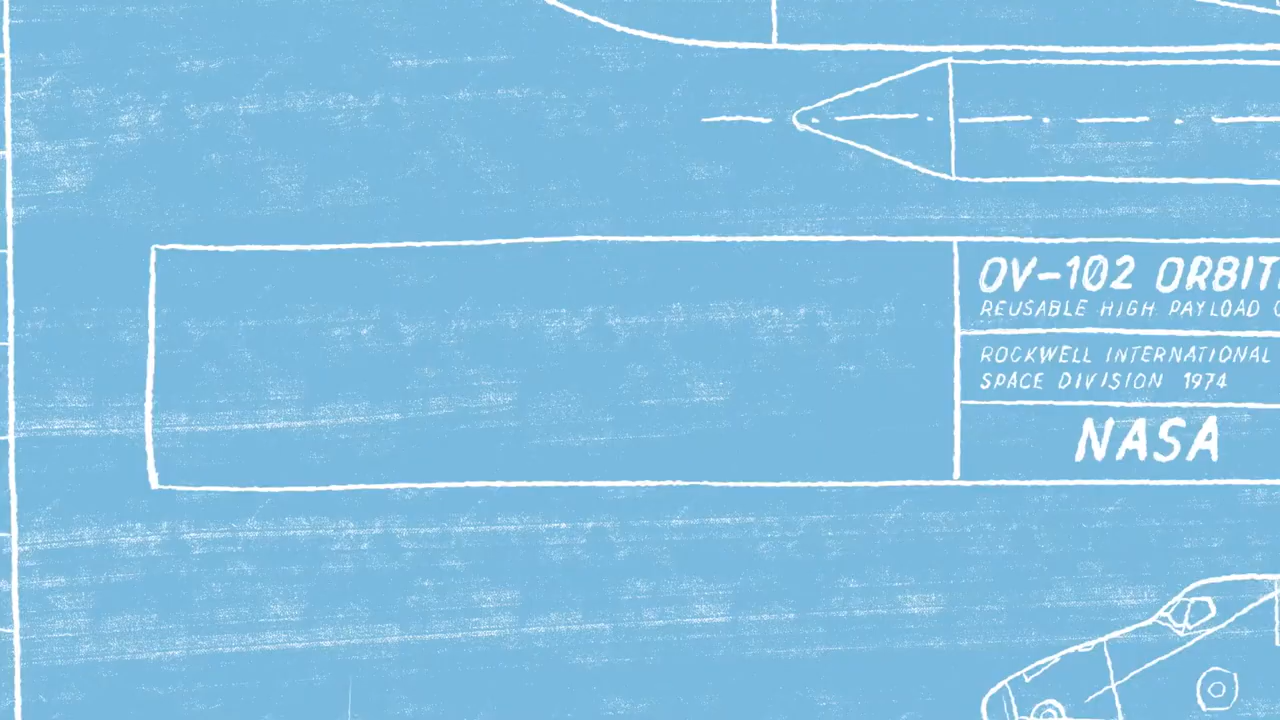 OV-102 ORBIT
REUSABLE HIGH PAYLOAD
ROCKWELL INTERNATIONAL
SPACE DIVISION 1974
NASA